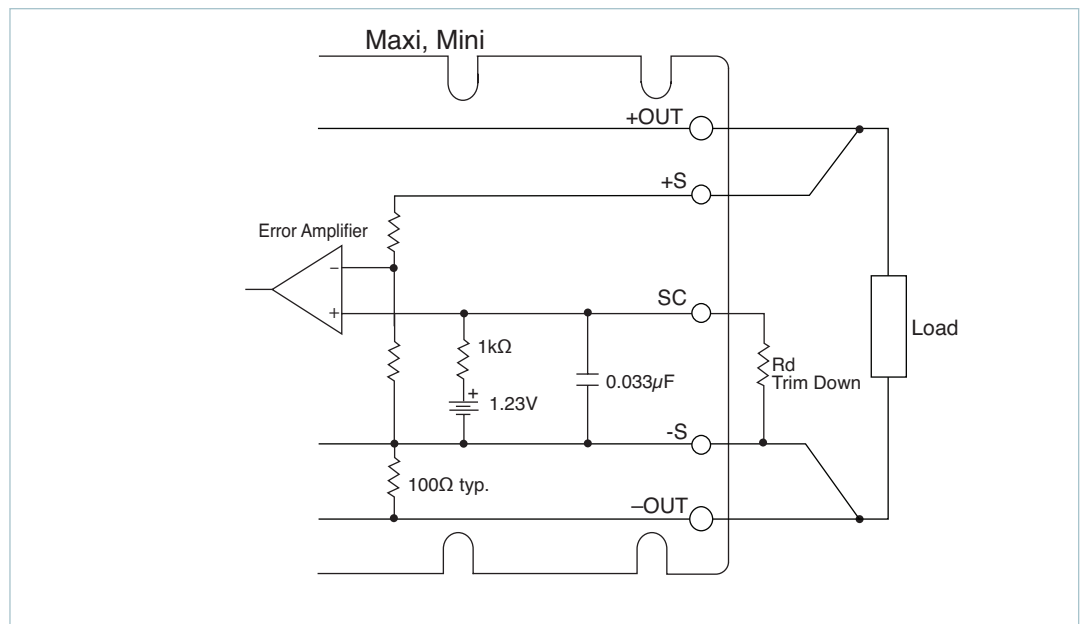 Maxi, Mini
+OUT
+S
Error Amplifier
−
+
SC
1kΩ
+
1.23V
0.033µF
Rd
Trim Down
Load
-S
100Ω typ.
–OUT